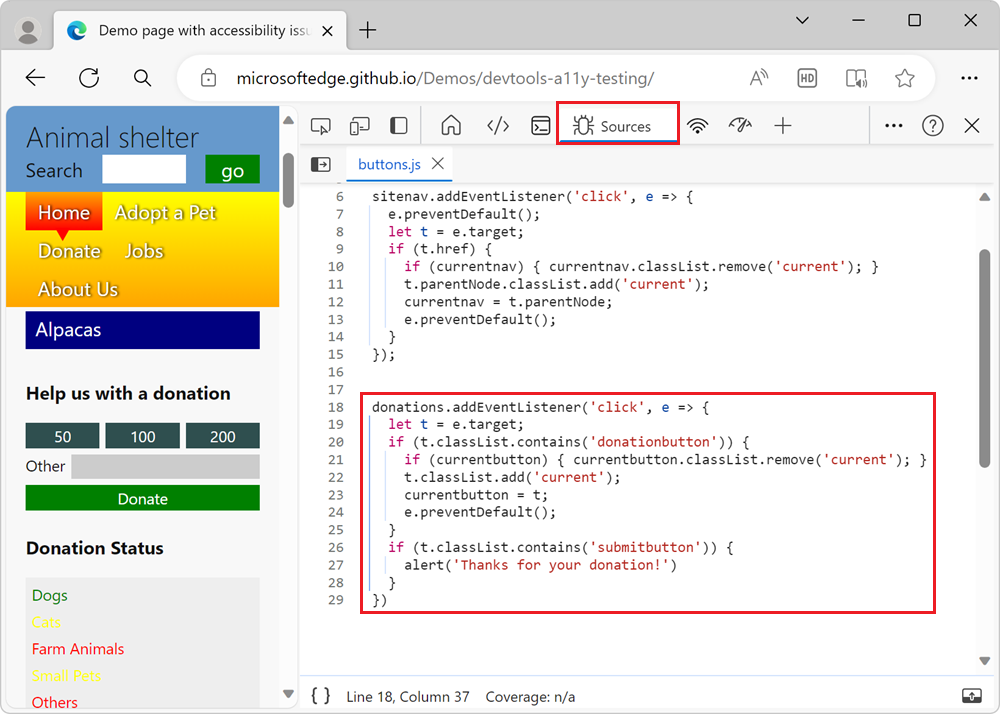 Demo page with accessibility issu
microsoftedge.github.io/Demos/devtools-a11y-testing/
HD
Animal shelter
Search
go
Home
Adopt a Pet
Donate
Jobs
About Us
Alpacas
Help us with a donation
50
100
200
Other
Donate
Donation Status
Dogs
Cats
Farm Animals
Small Pets
Others
Sources
buttons.js
6 sitenav.addEventListener('click', e => {
7   e.preventDefault();
8   let t = e.target;
9   if (t.href) {
10     if (currentnav) { currentnav.classList.remove('current'); }
11     t.parentNode.classList.add('current');
12     currentnav = t.parentNode;
13     e.preventDefault();
14   }
15 });
16
17
18 donations.addEventListener('click', e => {
19   let t = e.target;
20   if (t.classList.contains('donationbutton')) {
21     if (currentbutton) { currentbutton.classList.remove('current'); }
22     t.classList.add('current');
23     currentbutton = t;
24     e.preventDefault();
25   }
26   if (t.classList.contains('submitbutton')) {
27     alert('Thanks for your donation!')
28   }
29 })
{ } Line 18, Column 37 Coverage: n/a